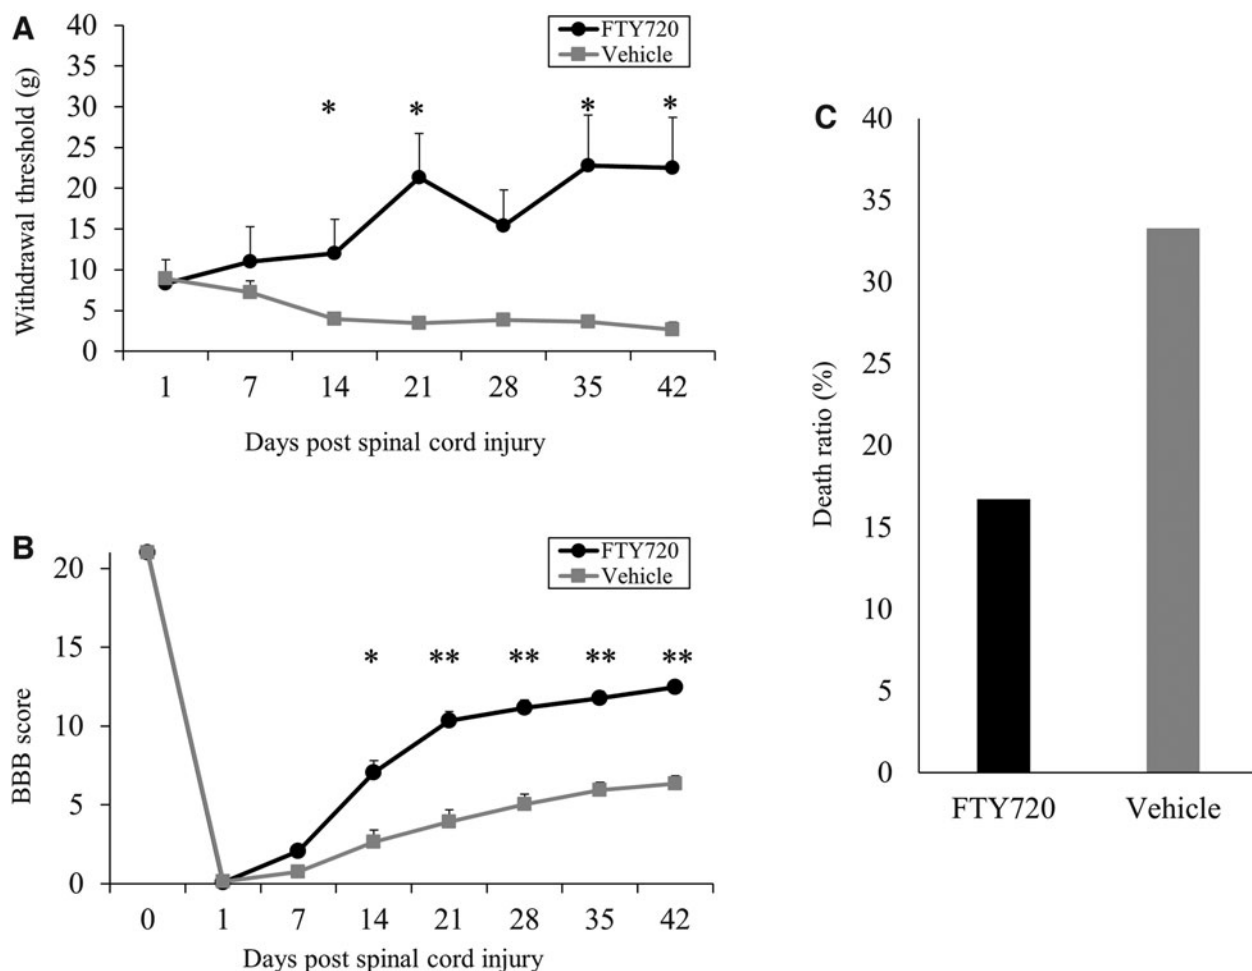 A
Withdrawal threshold (g)
40
35
30
25
20
15
10
5
0
FTY720
Vehicle
* * * *
1 7 14 21 28 35 42
Days post spinal cord injury
B
BBB score
20
15
10
5
0
FTY720
Vehicle
* ** ** ** **
0 1 7 14 21 28 35 42
Days post spinal cord injury
C
Death ratio (%)
40
35
30
25
20
15
10
5
0
FTY720 Vehicle